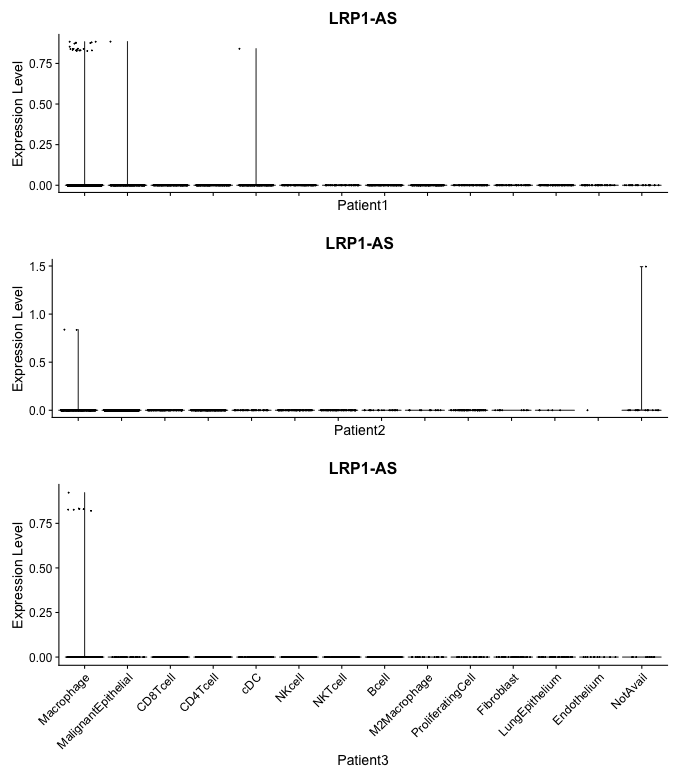 LRP1-AS
Expression Level
0.75
0.50
0.25
0.00
Patient1
LRP1-AS
Expression Level
1.5
1.0
0.5
0.0
Patient2
LRP1-AS
Expression Level
0.75
0.50
0.25
0.00
Macrophage
MalignantEpithelial
CD8Tcell
CD4Tcell
cDC
NKcell
NKTcell
Bcell
M2Macrophage
ProliferatingCell
Fibroblast
LungEpithelium
Endothelium
NotAvail
Patient3